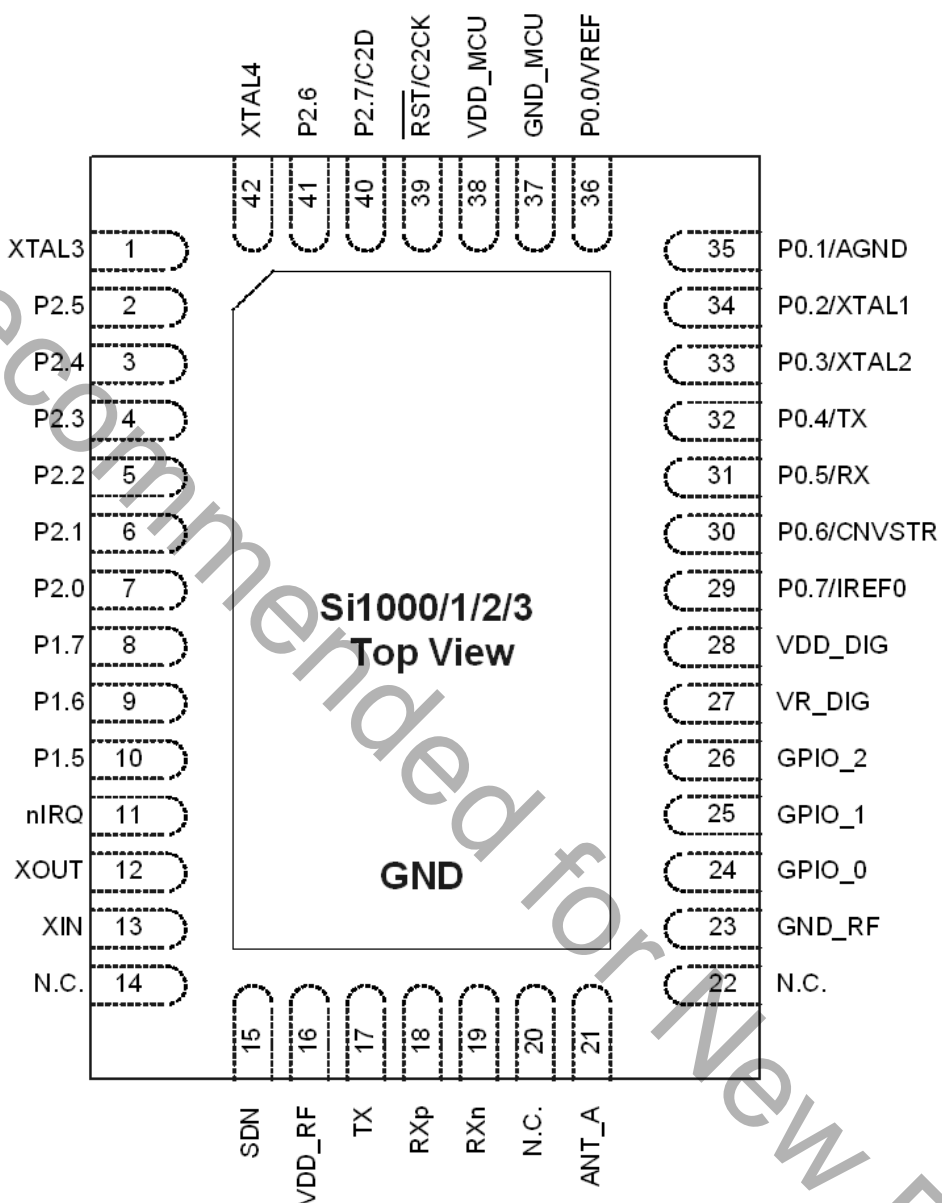 XTAL4
P2.6
P2.7/C2D
RST/C2CK
VDD_MCU
GND_MCU
P0.0/VREF
42
41
40
39
38
37
36
XTAL3 1
P2.5 2
P2.4 3
P2.3 4
P2.2 5
P2.1 6
P2.0 7
P1.7 8
P1.6 9
P1.5 10
nIRQ 11
XOUT 12
XIN 13
N.C. 14
Si1000/1/2/3
Top View
GND
35 P0.1/AGND
34 P0.2/XTAL1
33 P0.3/XTAL2
32 P0.4/TX
31 P0.5/RX
30 P0.6/CNVSTR
29 P0.7/IREF0
28 VDD_DIG
27 VR_DIG
26 GPIO_2
25 GPIO_1
24 GPIO_0
23 GND_RF
22 N.C.
15
16
17
18
19
20
21
SDN
VDD_RF
TX
RXp
RXn
N.C.
ANT_A
ecommended for New